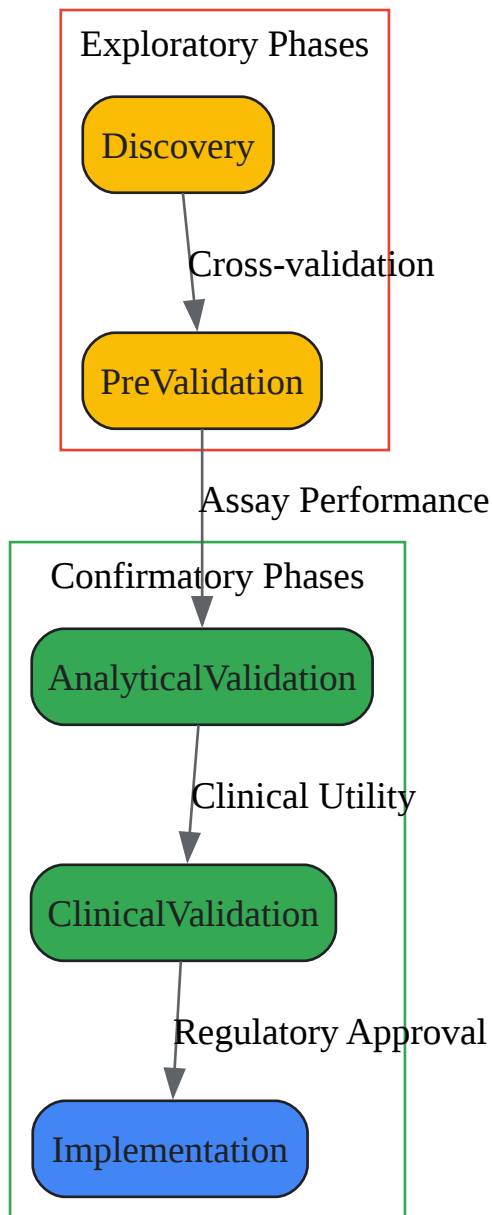 Exploratory Phases
Discovery
Cross-validation
PreValidation
Assay Performance
Confirmatory Phases
AnalyticalValidation
Clinical Utility
ClinicalValidation
Regulatory Approval
Implementation